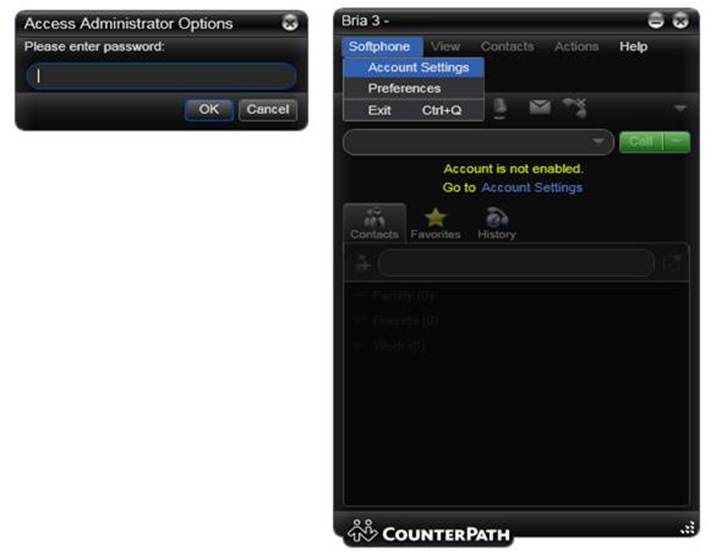 Access Administrator Options
Please enter password:
OK Cancel
Bria 3 -
Softphone View Contacts Actions Help
Account Settings
Preferences
Exit Ctrl+Q
Call
Account is not enabled.
Go to Account Settings
Contacts Favorites History
Family (0)
Friends (0)
Work (0)
COUNTERPATH